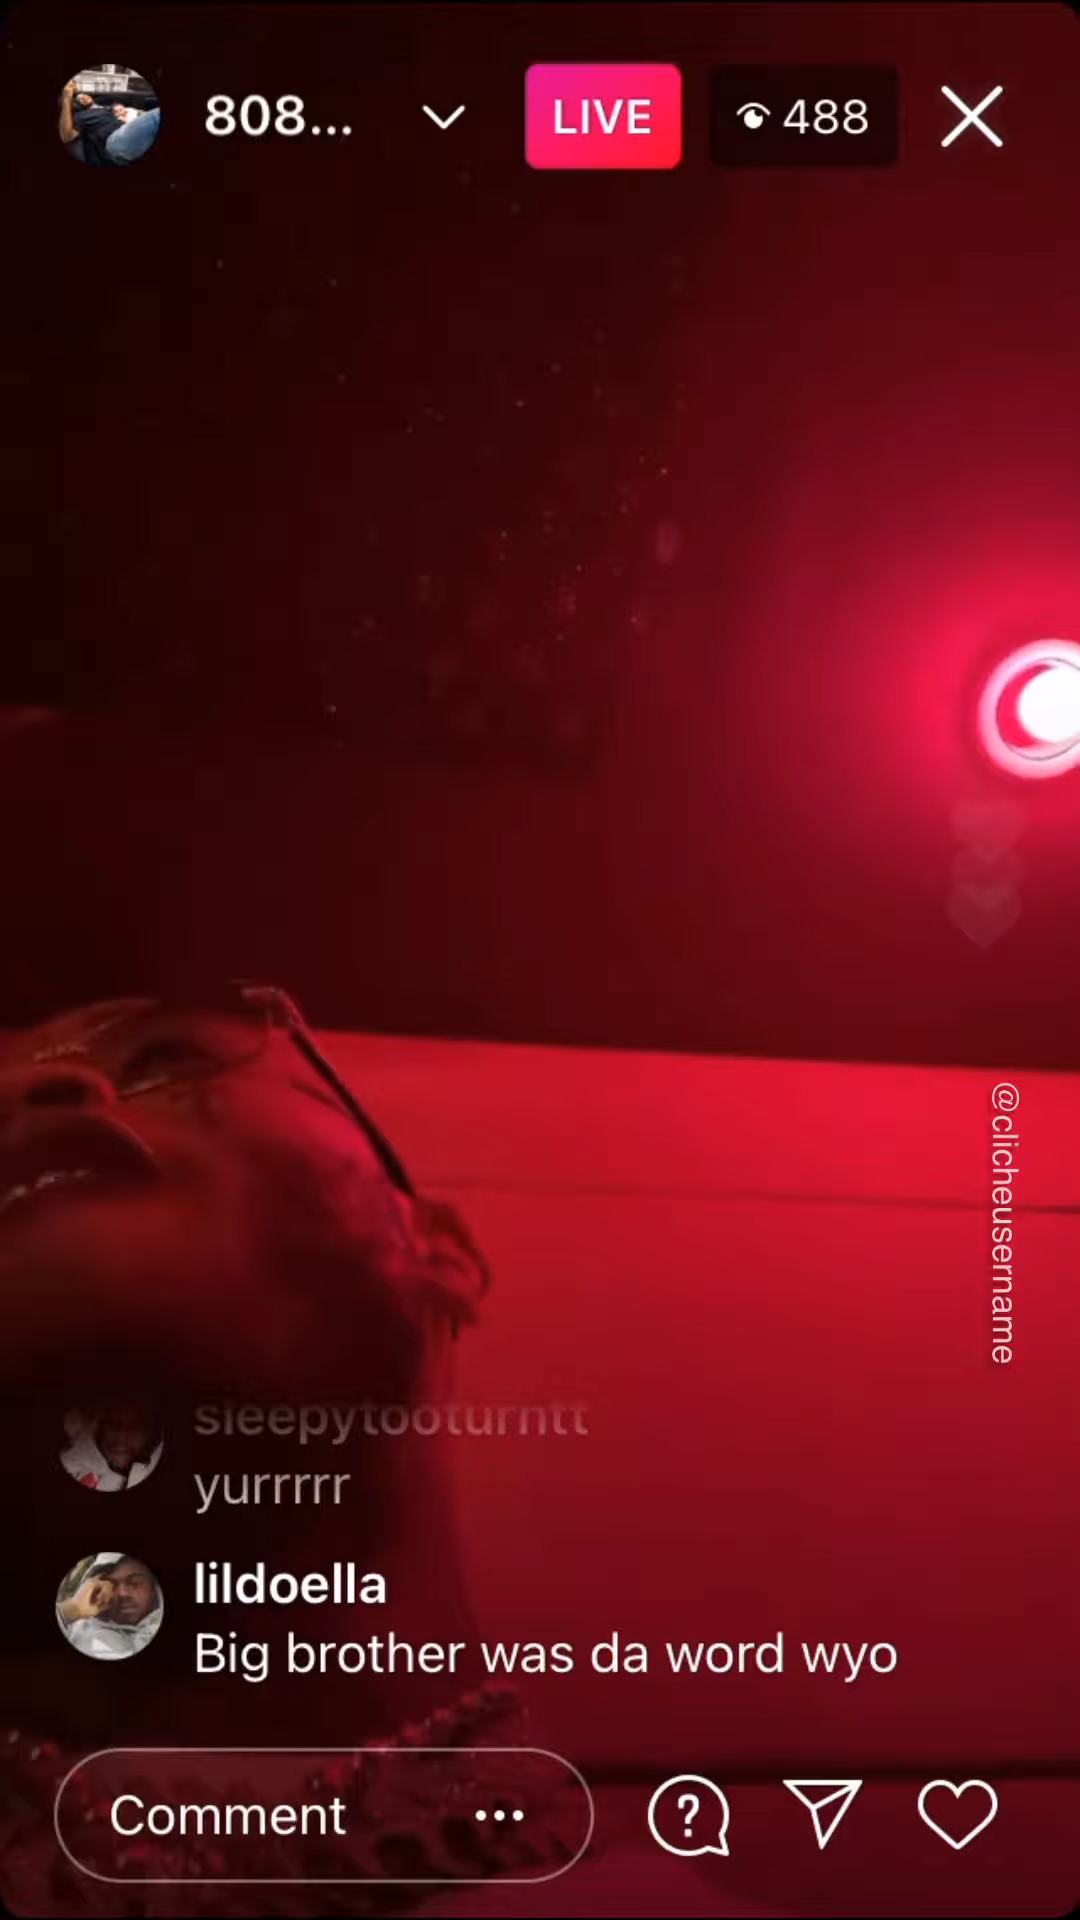 808...
LIVE
488
@clicheusername
sleepytooturntt
yurrrrr
lildoella
Big brother was da word wyo
Comment